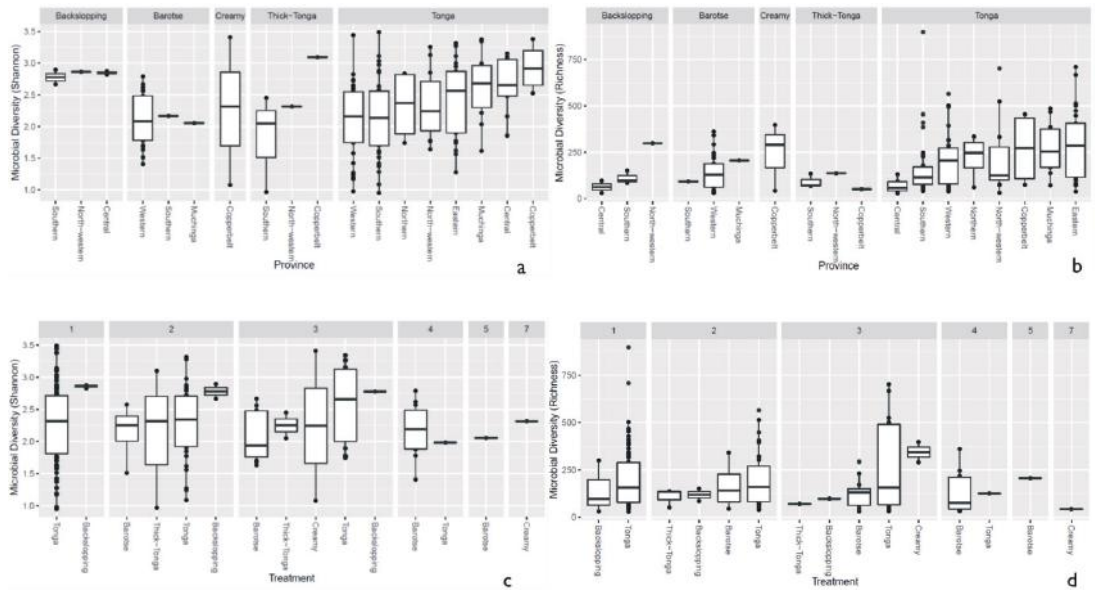 Backslopping Barotse Creamy Thick-Tonga Tonga
Microbial Diversity (Shannon)
3.5
3.0
2.5
2.0
1.5
1.0
Southern North-western Central Western Southern Muchinga Copperbelt Southern North-western Copperbelt Western Southern Northern North-western Eastern Muchinga Central Copperbelt
Province
a
Backslopping Barotse Creamy Thick-Tonga Tonga
Microbial Diversity (Richness)
750
500
250
0
Central Southern North-western Southern Western Muchinga Copperbelt Southern North-western Copperbelt Central Southern Western Northern North-western Copperbelt Muchinga Eastern
Province
b
1 2 3 4 5 7
Microbial Diversity (Shannon)
3.5
3.0
2.5
2.0
1.5
1.0
Tonga Backslopping Barotse Thick-Tonga Tonga Backslopping Barotse Thick-Tonga Creamy Tonga Backslopping Barotse Tonga Barotse Creamy
Treatment
c
1 2 3 4 5 7
Microbial Diversity (Richness)
750
500
250
0
Backslopping Tonga Thick-Tonga Backslopping Barotse Tonga Thick-Tonga Backslopping Barotse Tonga Creamy Barotse Tonga Barotse Creamy
Treatment
d